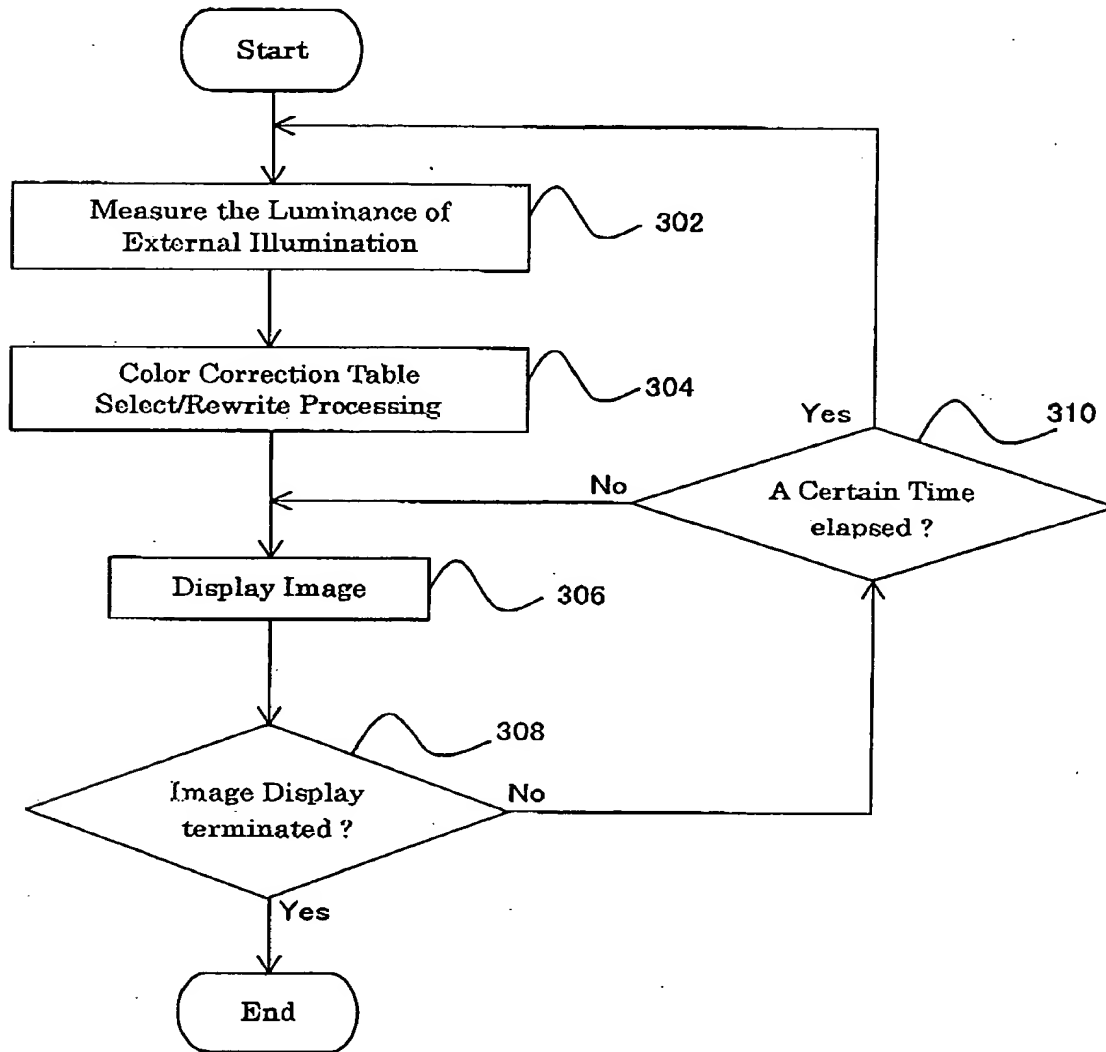 Start
Measure the Luminance of
External Illumination
302
Color Correction Table
Select/Rewrite Processing
304
Yes
310
No
A Certain Time
elapsed ?
Display Image
306
308
Image Display
terminated ?
No
Yes
End